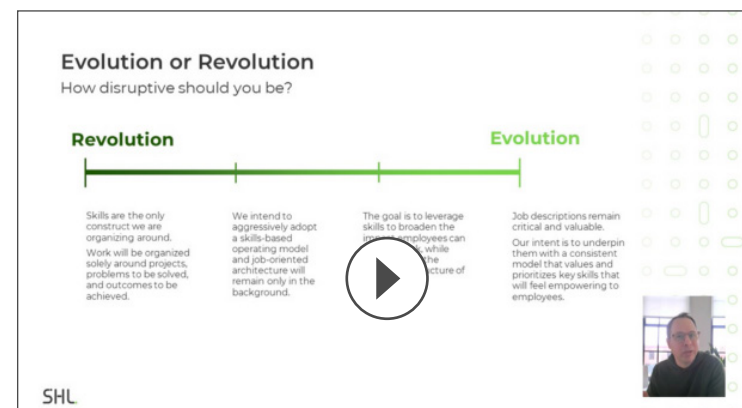 Evolution or Revolution
How disruptive should you be?
Revolution
Evolution
Skills are the only
construct we are
organizing around.
Work will be organized
solely around projects,
problems to be solved,
and outcomes to be
achieved.
We intend to
aggressively adopt
a skills-based
operating model
and job-oriented
architecture will
remain only in the
background.
The goal is to leverage
skills to broaden the
employees can
while
the
of
Job descriptions remain
critical and valuable.
Our intent is to underpin
them with a consistent
model that values and
prioritizes key skills that
will feel empowering to
employees.
SHL